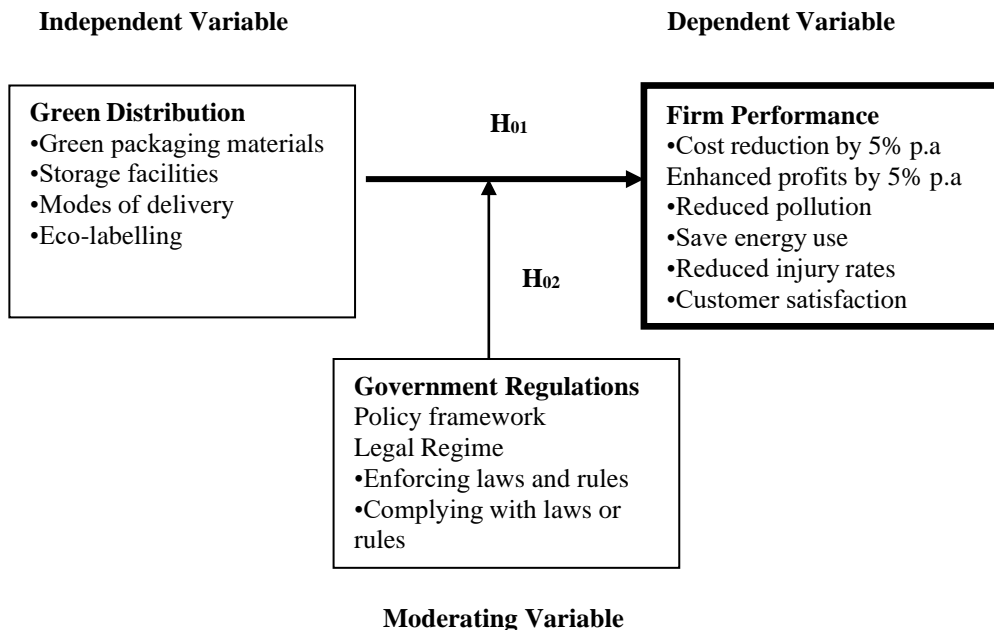 Independent Variable
Dependent Variable
Green Distribution
•Green packaging materials
•Storage facilities
•Modes of delivery
•Eco-labelling
H01
Firm Performance
•Cost reduction by 5% p.a
Enhanced profits by 5% p.a
•Reduced pollution
•Save energy use
•Reduced injury rates
•Customer satisfaction
H02
Government Regulations
Policy framework
Legal Regime
•Enforcing laws and rules
•Complying with laws or
rules
Moderating Variable